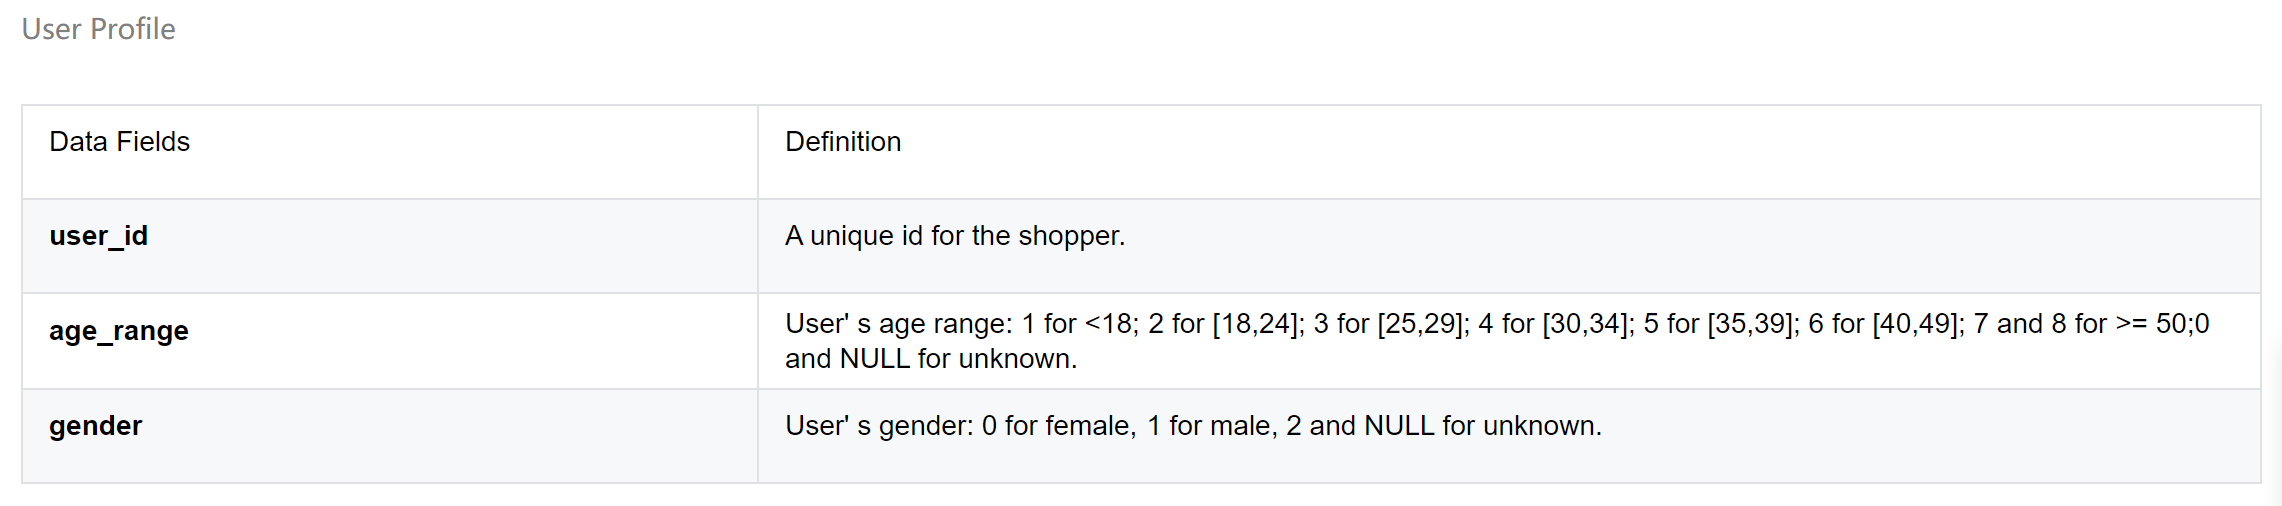 User Profile
Data Fields
Definition
user_id
A unique id for the shopper.
age_range
User' s age range: 1 for <18; 2 for [18,24]; 3 for [25,29]; 4 for [30,34]; 5 for [35,39]; 6 for [40,49]; 7 and 8 for >= 50;0
and NULL for unknown.
gender
User' s gender: 0 for female, 1 for male, 2 and NULL for unknown.